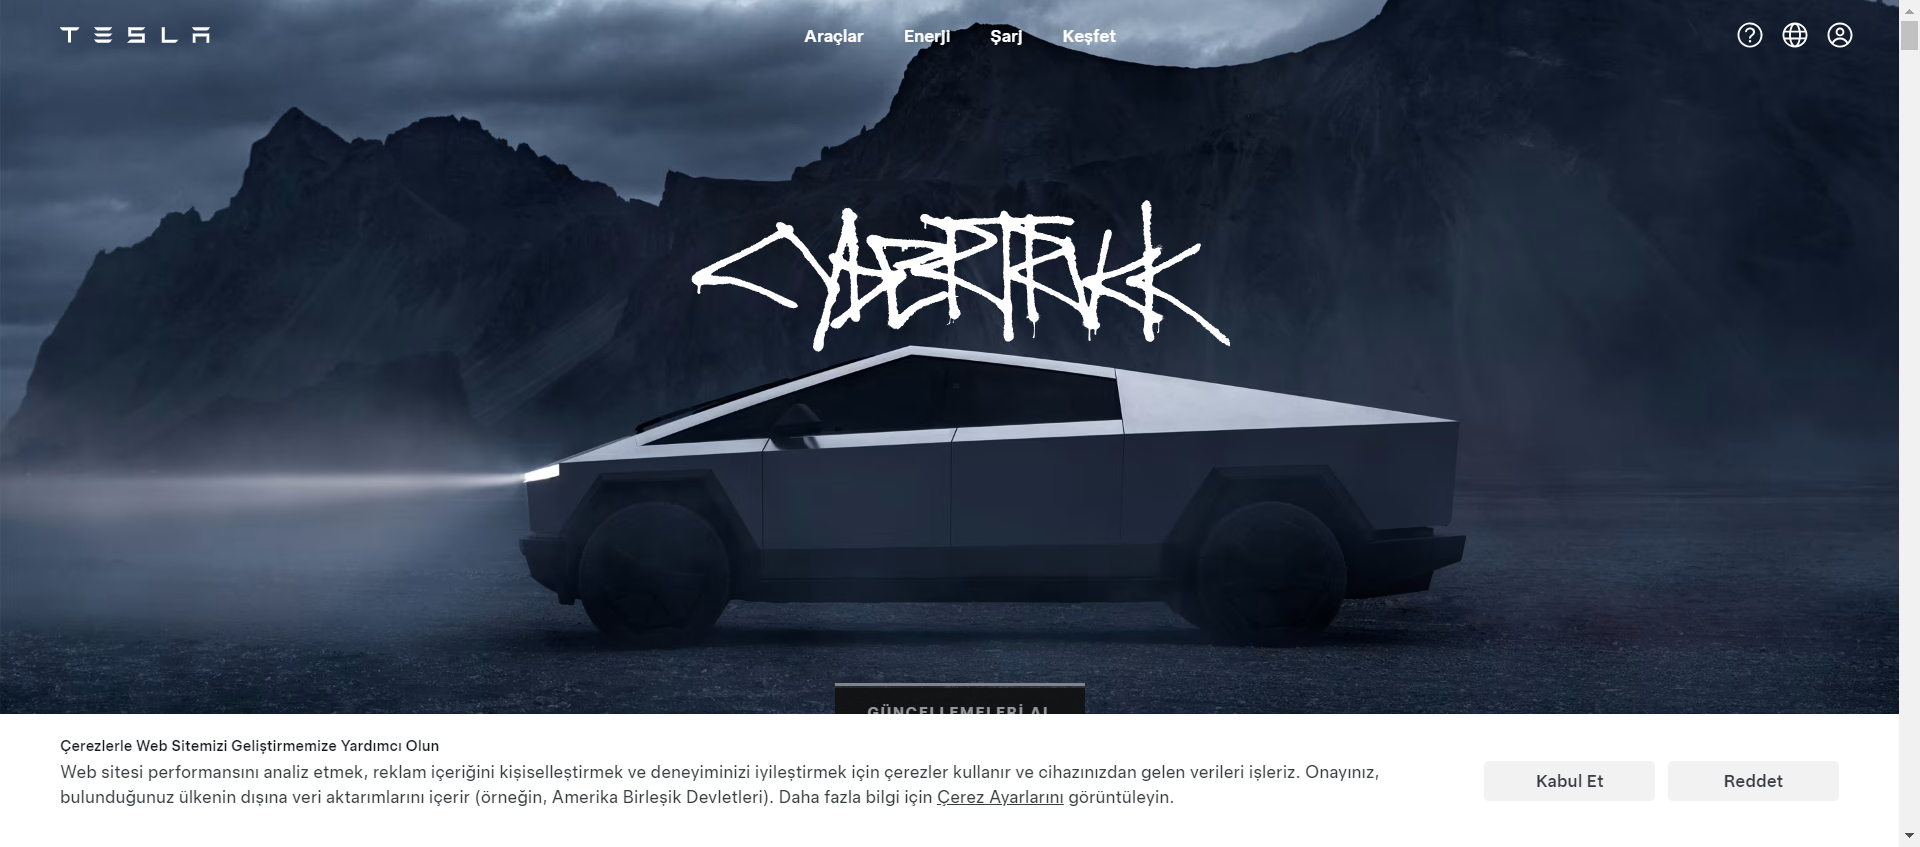 TESLA
Araçlar Enerji Şarj Keşfet
CYBERTRUCK
GÜNCELLEMELERİ AL
Çerezlerle Web Sitemizi Geliştirmemize Yardımcı Olun
Web sitesi performansını analiz etmek, reklam içeriğini kişiselleştirmek ve deneyiminizi iyileştirmek için çerezler kullanır ve cihazınızdan gelen verileri işleriz. Onayınız,
bulunduğunuz ülkenin dışına veri aktarımlarını içerir (örneğin, Amerika Birleşik Devletleri). Daha fazla bilgi için Çerez Ayarlarını görüntüleyin.
Kabul Et
Reddet